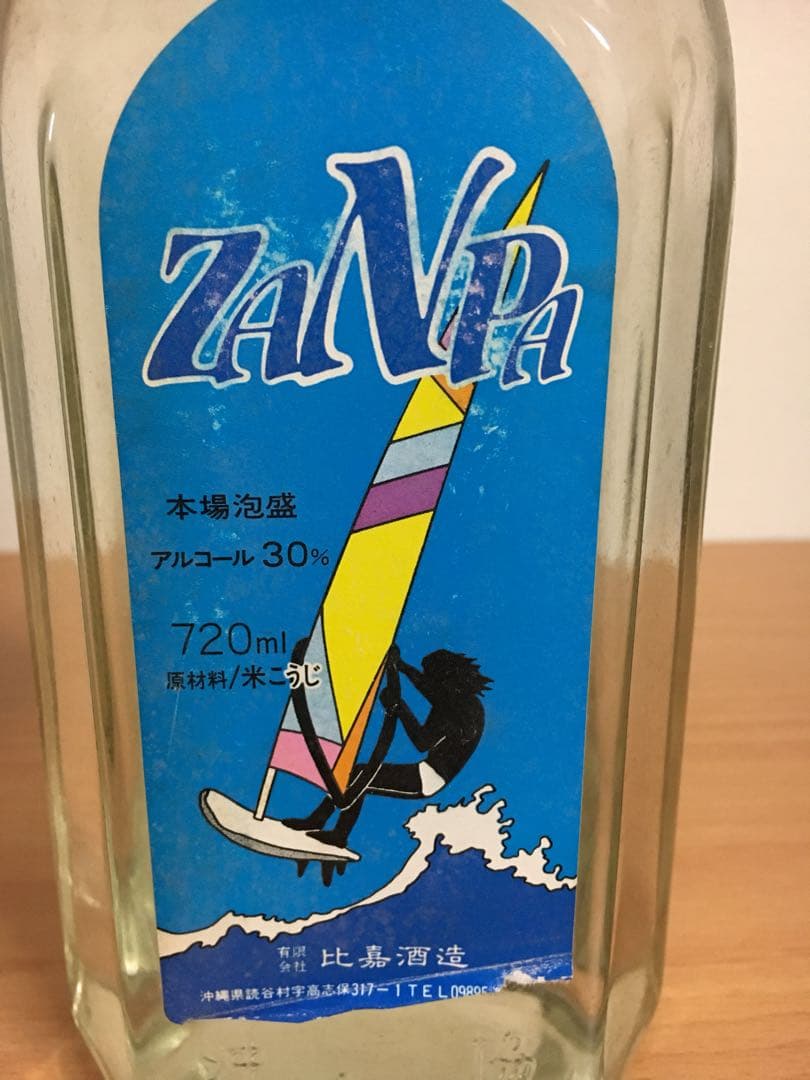 ZANPA
本場泡盛
アルコール 30%
720ml
原材料/米こうじ
有限会社 比嘉酒造
沖縄県読谷村字高志保317-1 TEL 09895